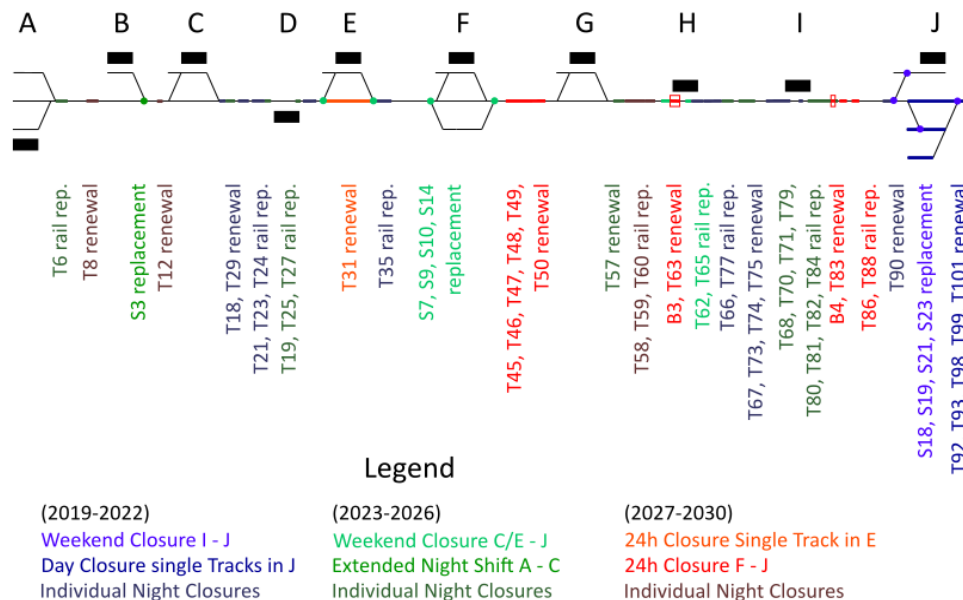 A B C D E F G H I J
T6 rail rep.
T8 renewal
S3 replacement
T12 renewal
T18, T29 renewal
T21, T23, T24 rail rep.
T19, T25, T27 rail rep.
T31 renewal
T35 rail rep.
S7, S9, S10, S14
replacement
T45, T46, T47, T48, T49,
T50 renewal
T57 renewal
T58, T59, T60 rail rep.
B3, T63 renewal
T62, T65 rail rep.
T66, T77 rail rep.
T67, T73, T74, T75 renewal
T68, T70, T71, T79,
T80, T81, T82, T84 rail rep.
B4, T83 renewal
T86, T88 rail rep.
T90 renewal
S18, S19, S21, S23 replacement
T92, T93, T98, T99, T101 renewal
Legend
(2019-2022) (2023-2026) (2027-2030)
Weekend Closure I - J Weekend Closure C/E - J 24h Closure Single Track in E
Day Closure single Tracks in J Extended Night Shift A - C 24h Closure F - J
Individual Night Closures Individual Night Closures Individual Night Closures